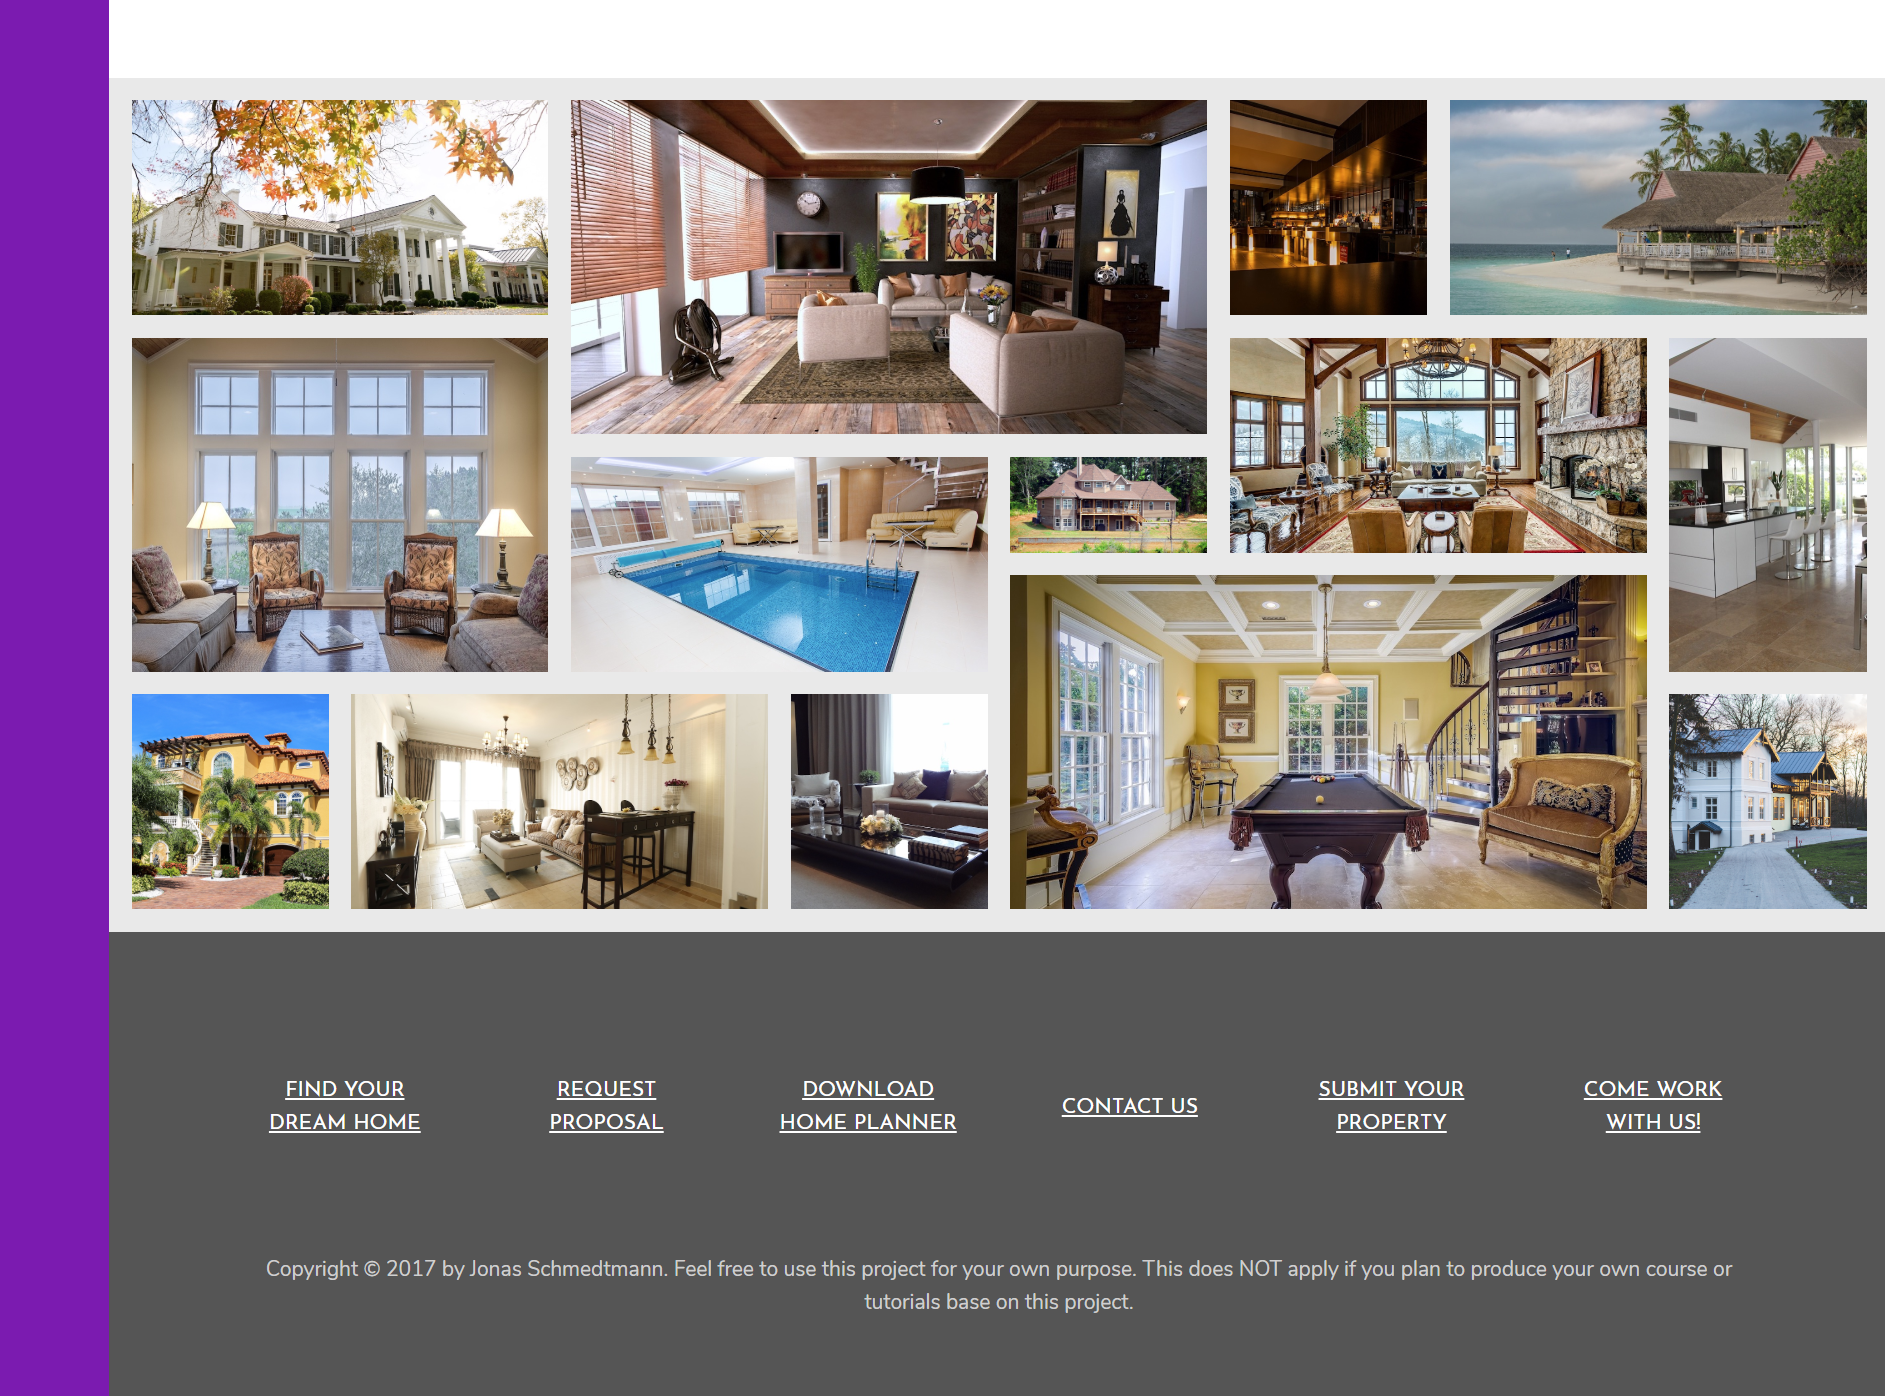 FIND YOUR
DREAM HOME
REQUEST
PROPOSAL
DOWNLOAD
HOME PLANNER
CONTACT US
SUBMIT YOUR
PROPERTY
COME WORK
WITH US!
Copyright © 2017 by Jonas Schmedtmann. Feel free to use this project for your own purpose. This does NOT apply if you plan to produce your own course or
tutorials base on this project.